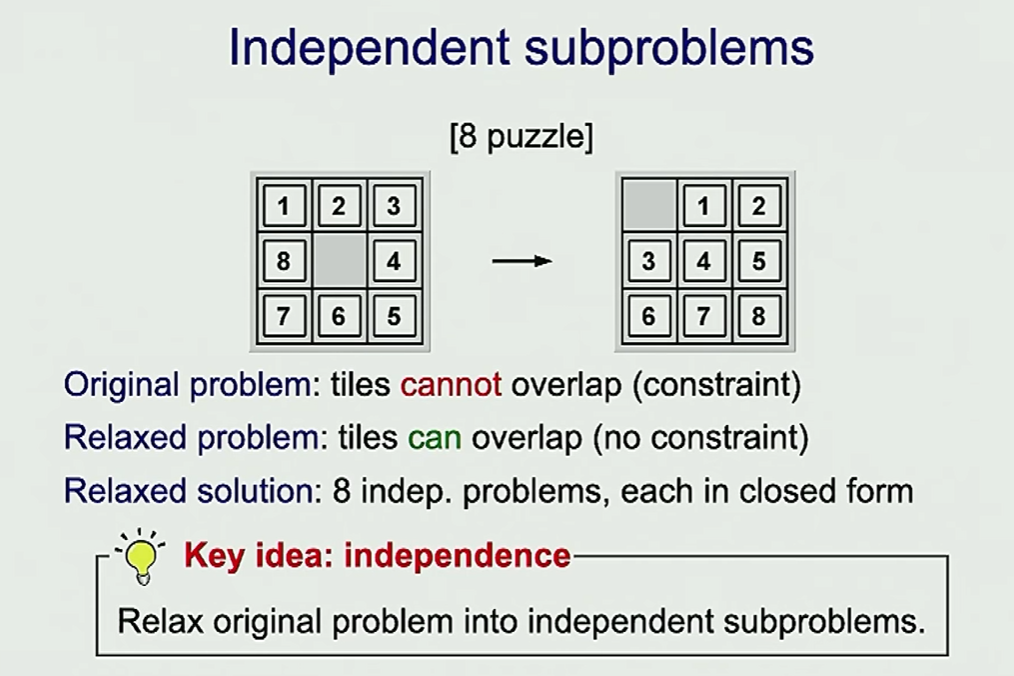 Independent subproblems
[8 puzzle]
1 2 3 1 2
8 4 3 4 5
7 6 5 6 7 8
Original problem: tiles cannot overlap (constraint)
Relaxed problem: tiles can overlap (no constraint)
Relaxed solution: 8 indep. problems, each in closed form
Key idea: independence
Relax original problem into independent subproblems.